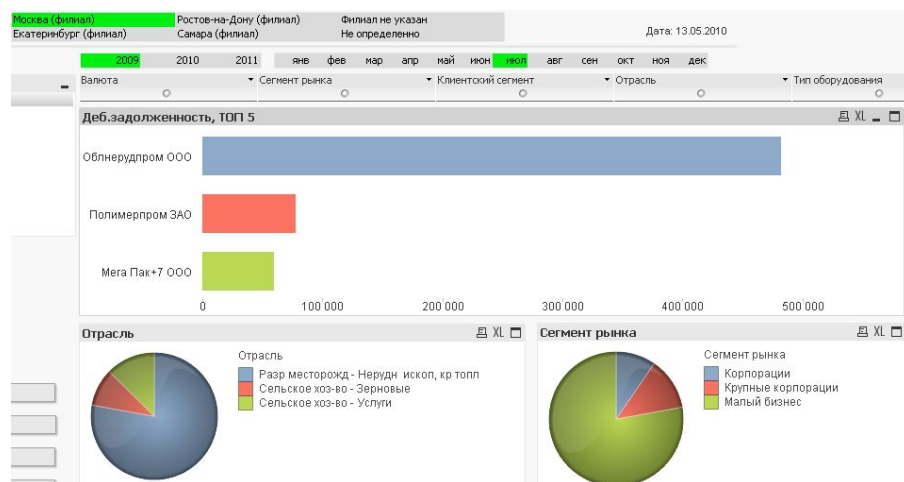 Москва (филиал) Ростов-на-Дону (филиал) Филиал не указан
Екатеринбург (филиал) Самара (филиал) Не определенно
Дата: 13.05.2010
2009 2010 2011 янв фев мар апр май июн июл авг сен окт ноя дек
Валюта Сегмент рынка Клиентский сегмент Отрасль Тип оборудования
Деб.задолженность, ТОП 5 XL
Облнерудпром ООО
Полимерпром ЗАО
Мега Пак+7 ООО
0 100'000 200'000 300'000 400'000 500'000
Отрасль XL Сегмент рынка XL
Отрасль
Разр месторожд - Нерудн ископ, кр топл
Сельское хоз-во - Зерновые
Сельское хоз-во - Услуги
Сегмент рынка
Корпорации
Крупные корпорации
Малый бизнес